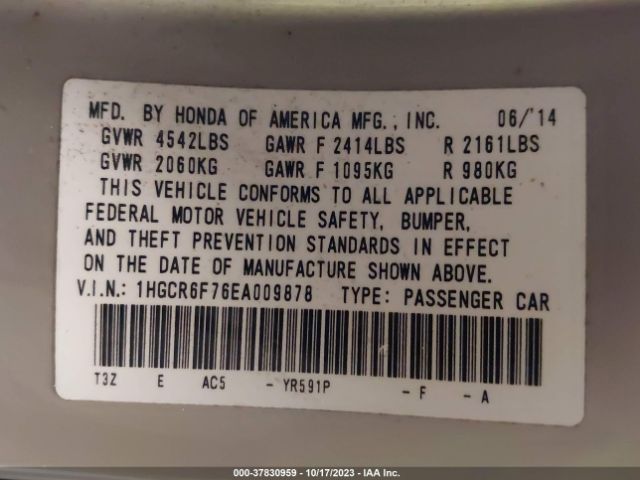 MFD. BY HONDA OF AMERICA MFG., INC. 06/'14
GVWR 4542LBS GAWR F 2414LBS R 2161LBS
GVWR 2060KG GAWR F 1095KG R 980KG
THIS VEHICLE CONFORMS TO ALL APPLICABLE
FEDERAL MOTOR VEHICLE SAFETY, BUMPER,
AND THEFT PREVENTION STANDARDS IN EFFECT
ON THE DATE OF MANUFACTURE SHOWN ABOVE.
V.I.N.: 1HGCR6F76EA009878 TYPE: PASSENGER CAR
T3Z E AC5 - YR591P - F - A
000-37830959 - 10/17/2023 - IAA Inc.